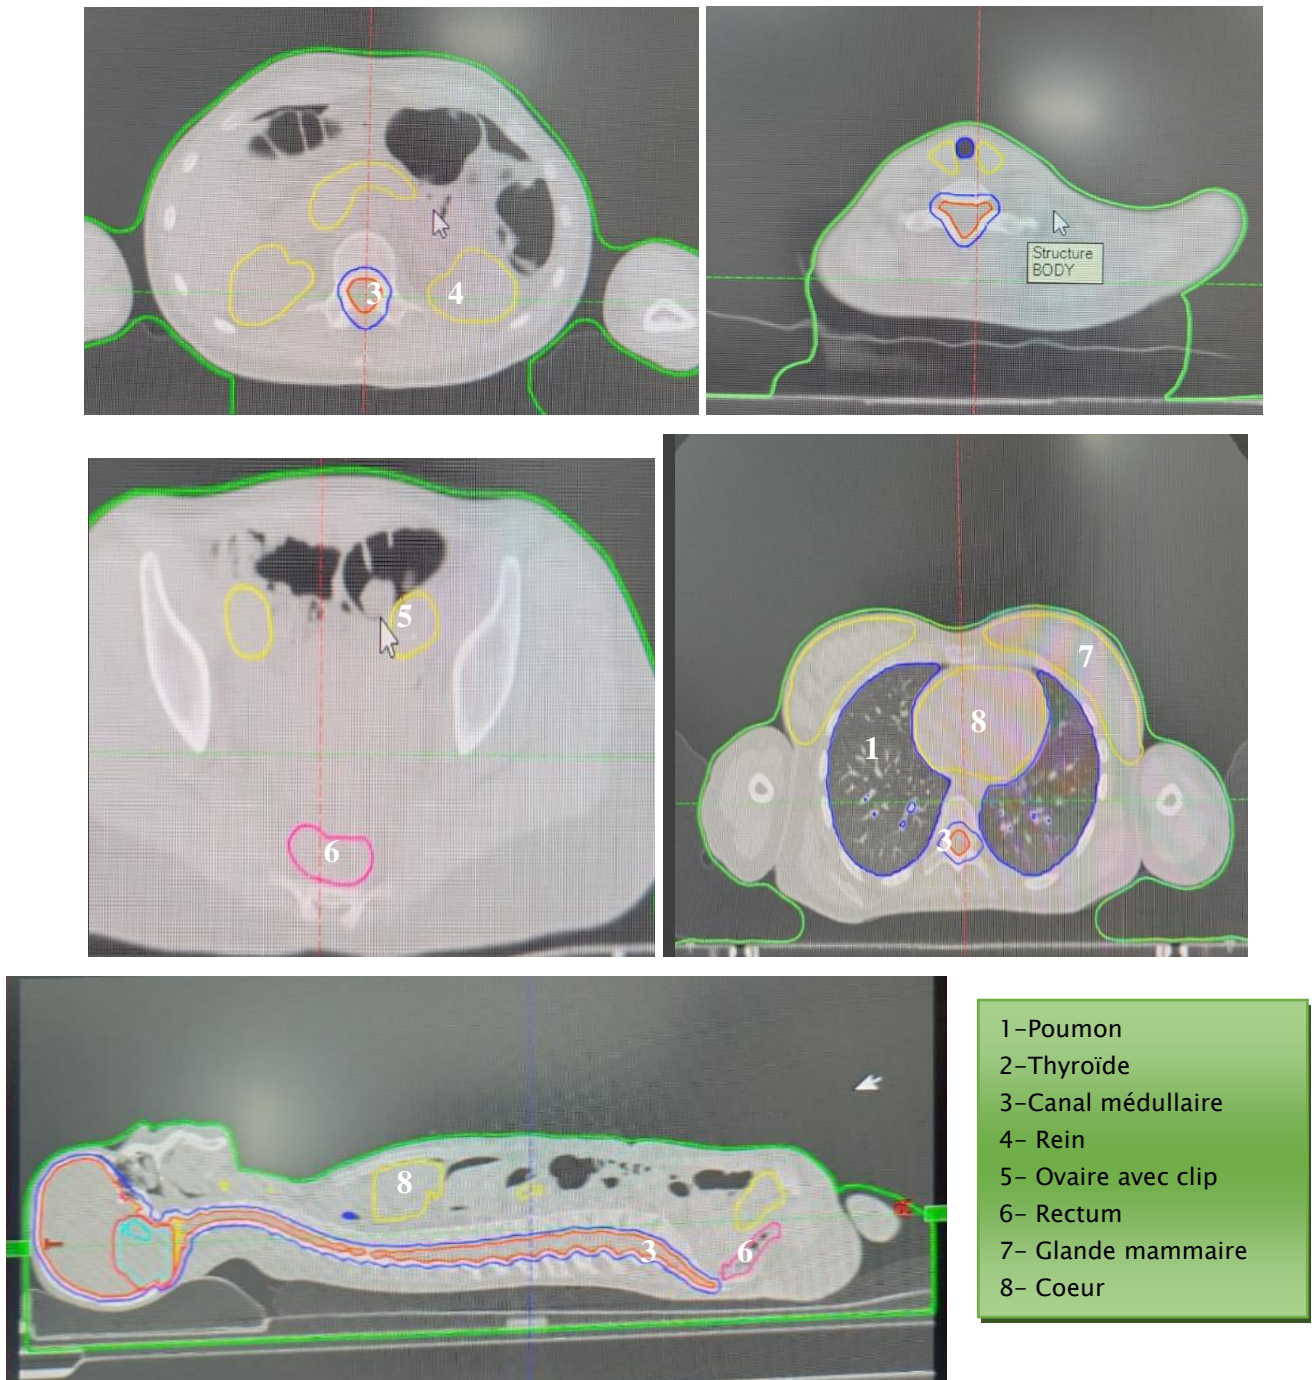 3
4
Structure
BODY
5
6
7
8
1
3
8
3
6
1-Poumon
2-Thyroïde
3-Canal médullaire
4- Rein
5- Ovaire avec clip
6- Rectum
7- Glande mammaire
8- Coeur